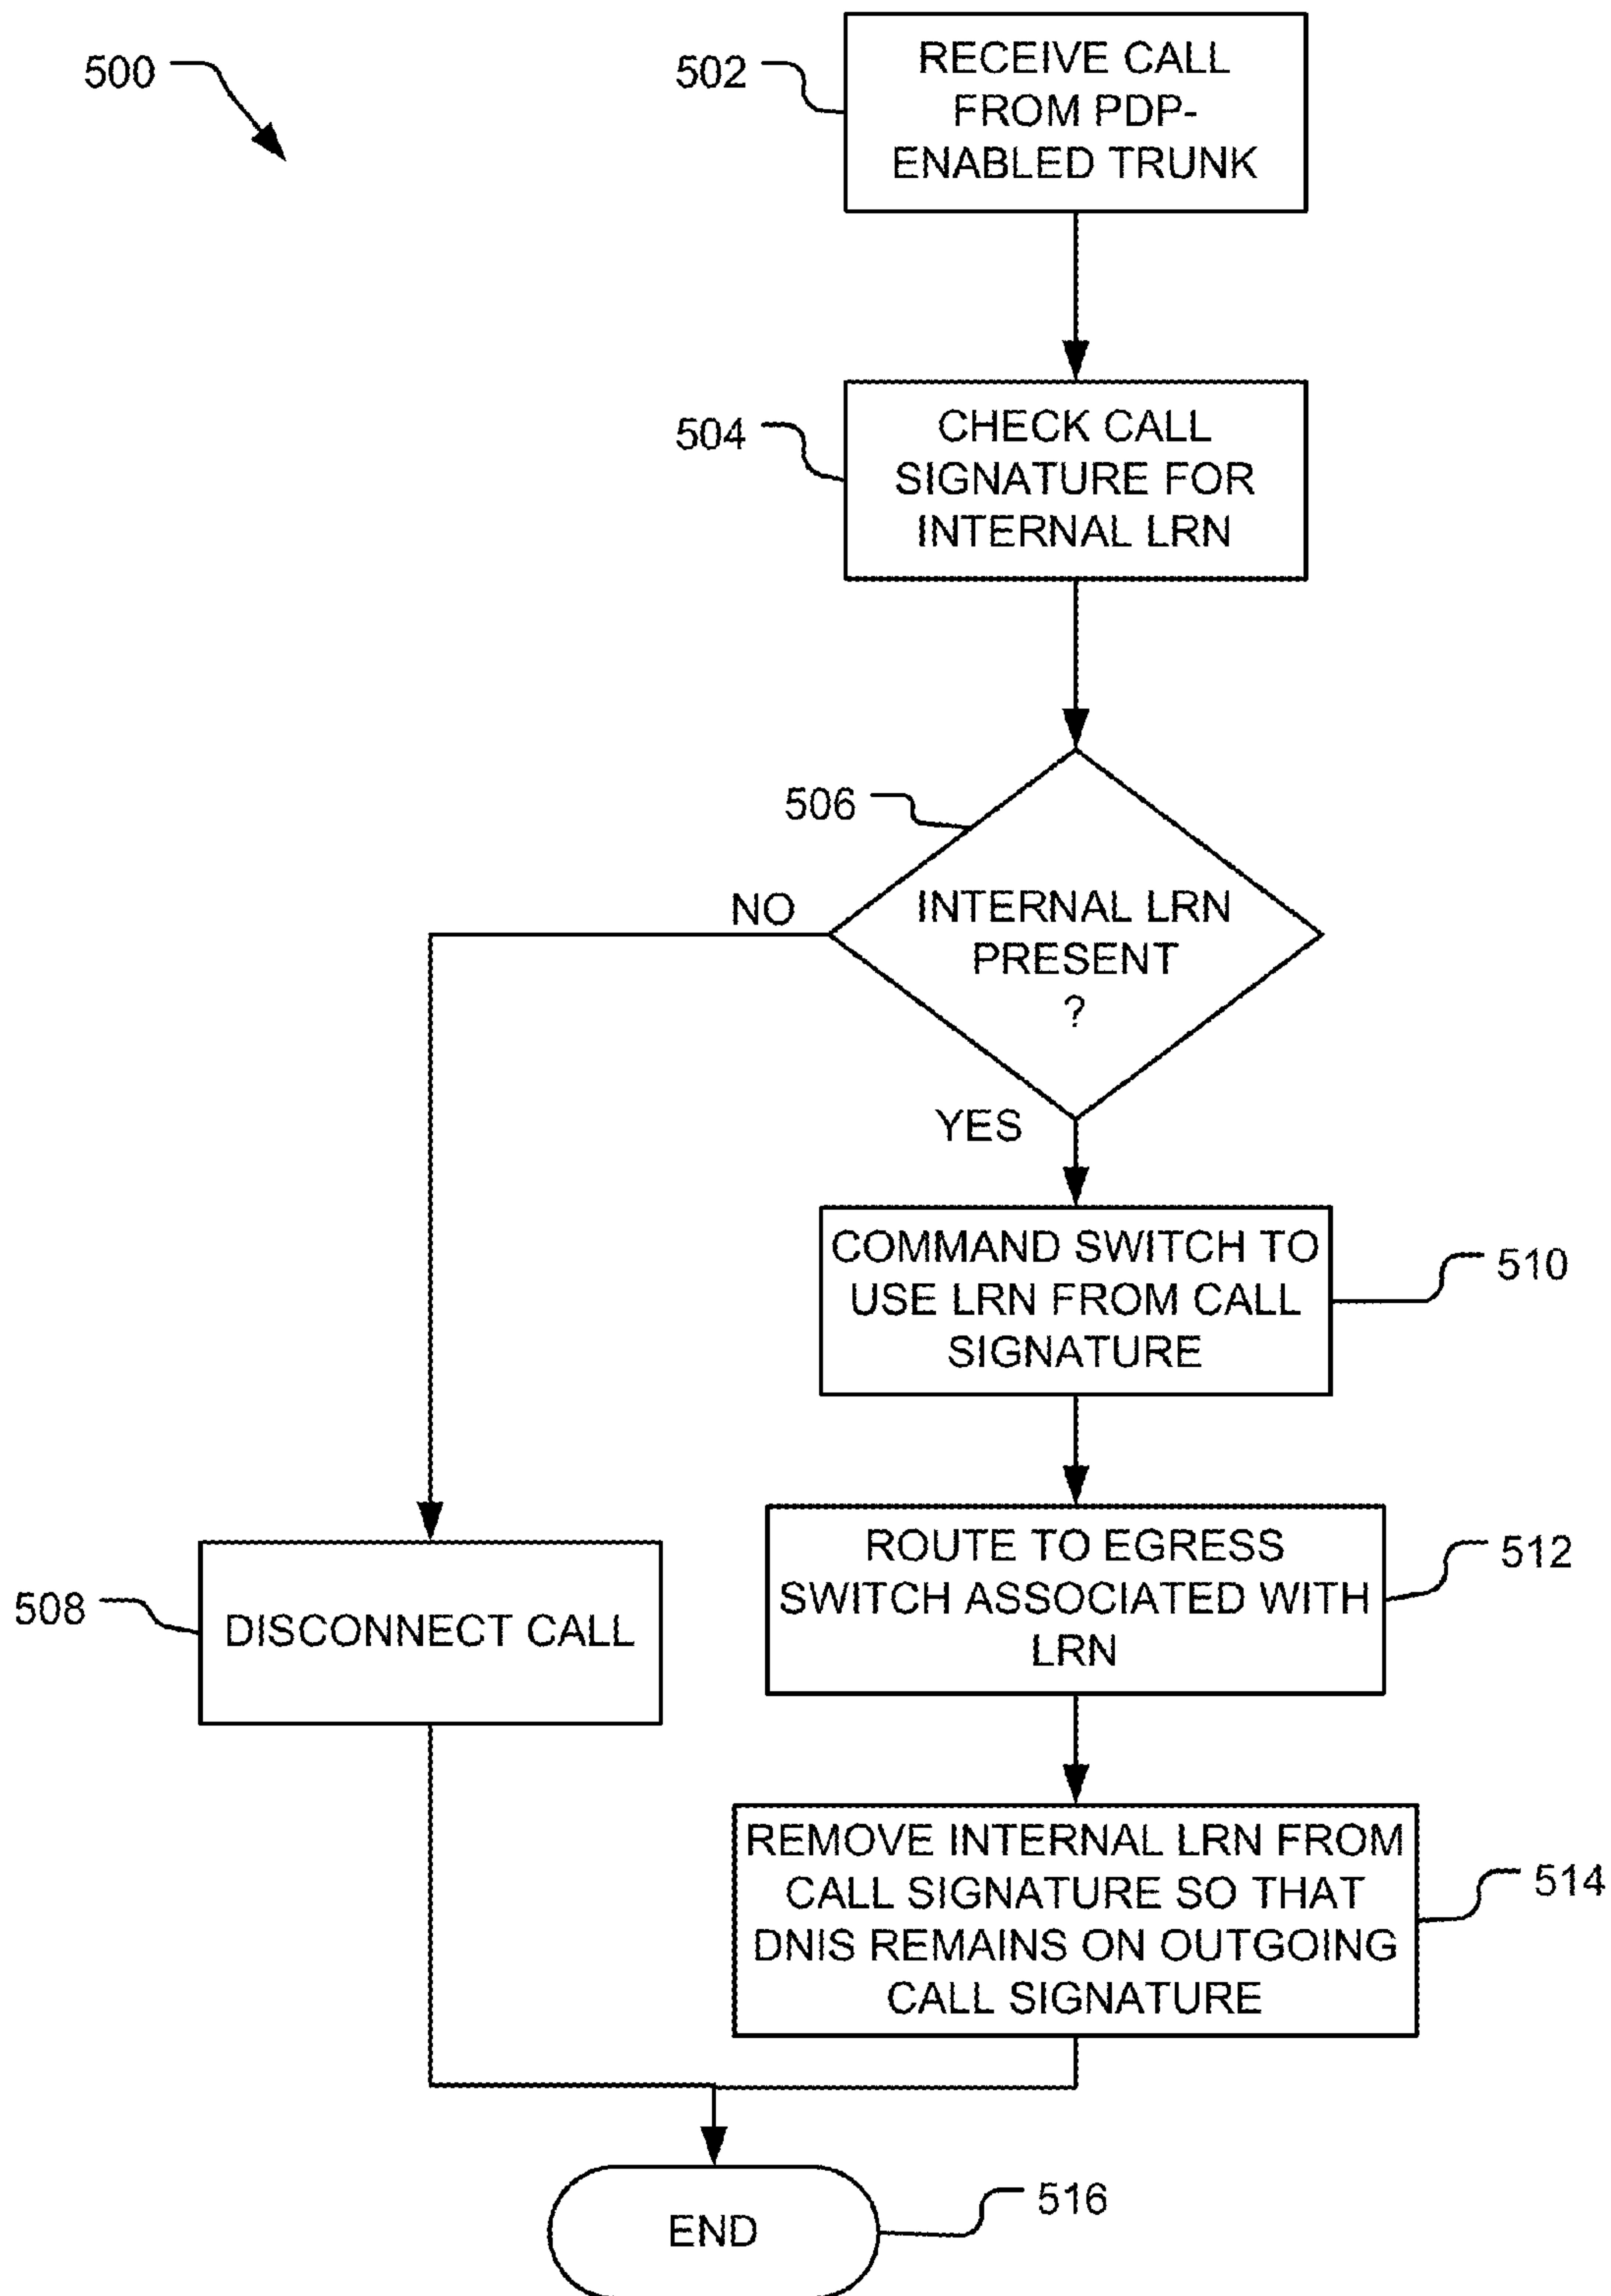 500
502
RECEIVE CALL
FROM PDP-
ENABLED TRUNK
504
CHECK CALL
SIGNATURE FOR
INTERNAL LRN
506
INTERNAL LRN
PRESENT
?
NO
YES
COMMAND SWITCH TO
USE LRN FROM CALL
SIGNATURE
510
ROUTE TO EGRESS
SWITCH ASSOCIATED WITH
LRN
512
508
DISCONNECT CALL
REMOVE INTERNAL LRN FROM
CALL SIGNATURE SO THAT
DNIS REMAINS ON OUTGOING
CALL SIGNATURE
514
END
516